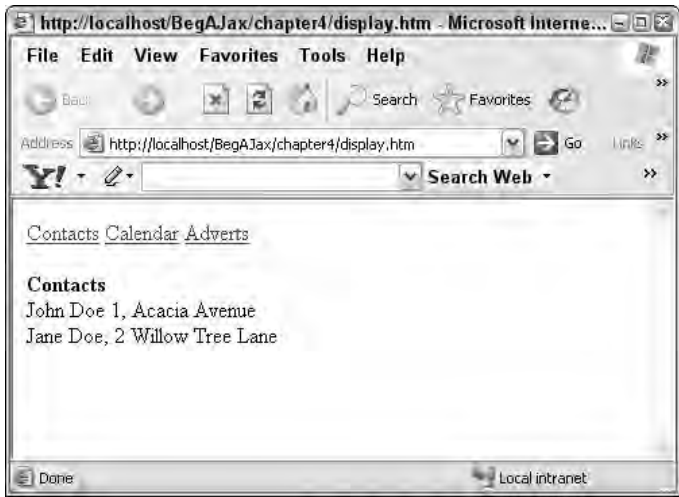 http://localhost/BegAJax/chapter4/display.htm - Microsoft Interne...
File Edit View Favorites Tools Help
Back Search Favorites »
Address http://localhost/BegAJax/chapter4/display.htm Go Links »
Y! Search Web »
Contacts Calendar Adverts
Contacts
John Doe 1, Acacia Avenue
Jane Doe, 2 Willow Tree Lane
Done Local intranet